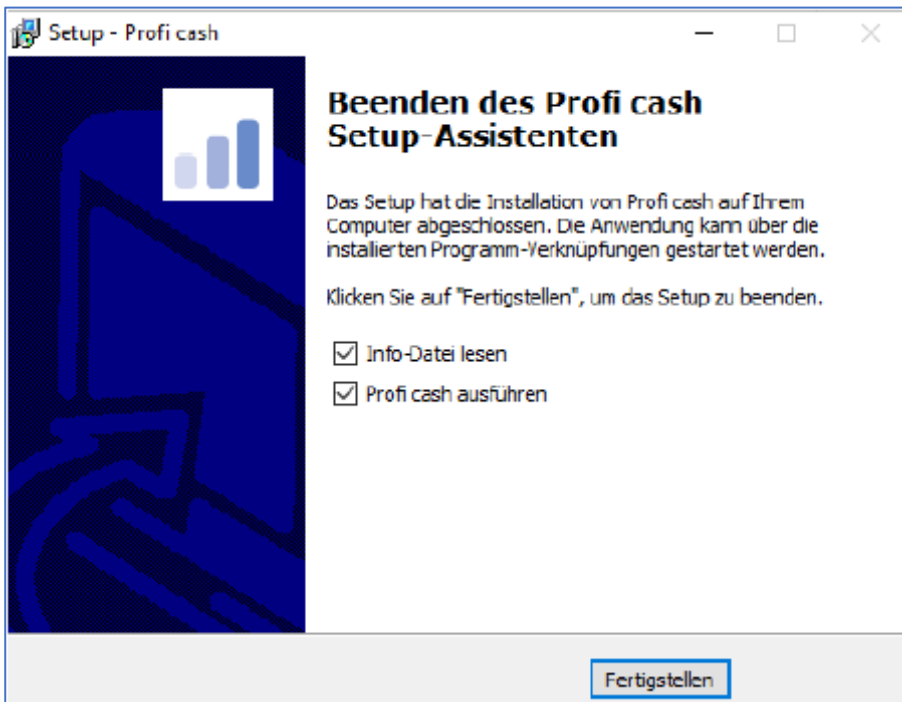 Setup - Profi cash
Beenden des Profi cash
Setup-Assistenten
Das Setup hat die Installation von Profi cash auf Ihrem
Computer abgeschlossen. Die Anwendung kann über die
installierten Programm-Verknüpfungen gestartet werden.
Klicken Sie auf "Fertigstellen", um das Setup zu beenden.
Info-Datei lesen
Profi cash ausführen
Fertigstellen